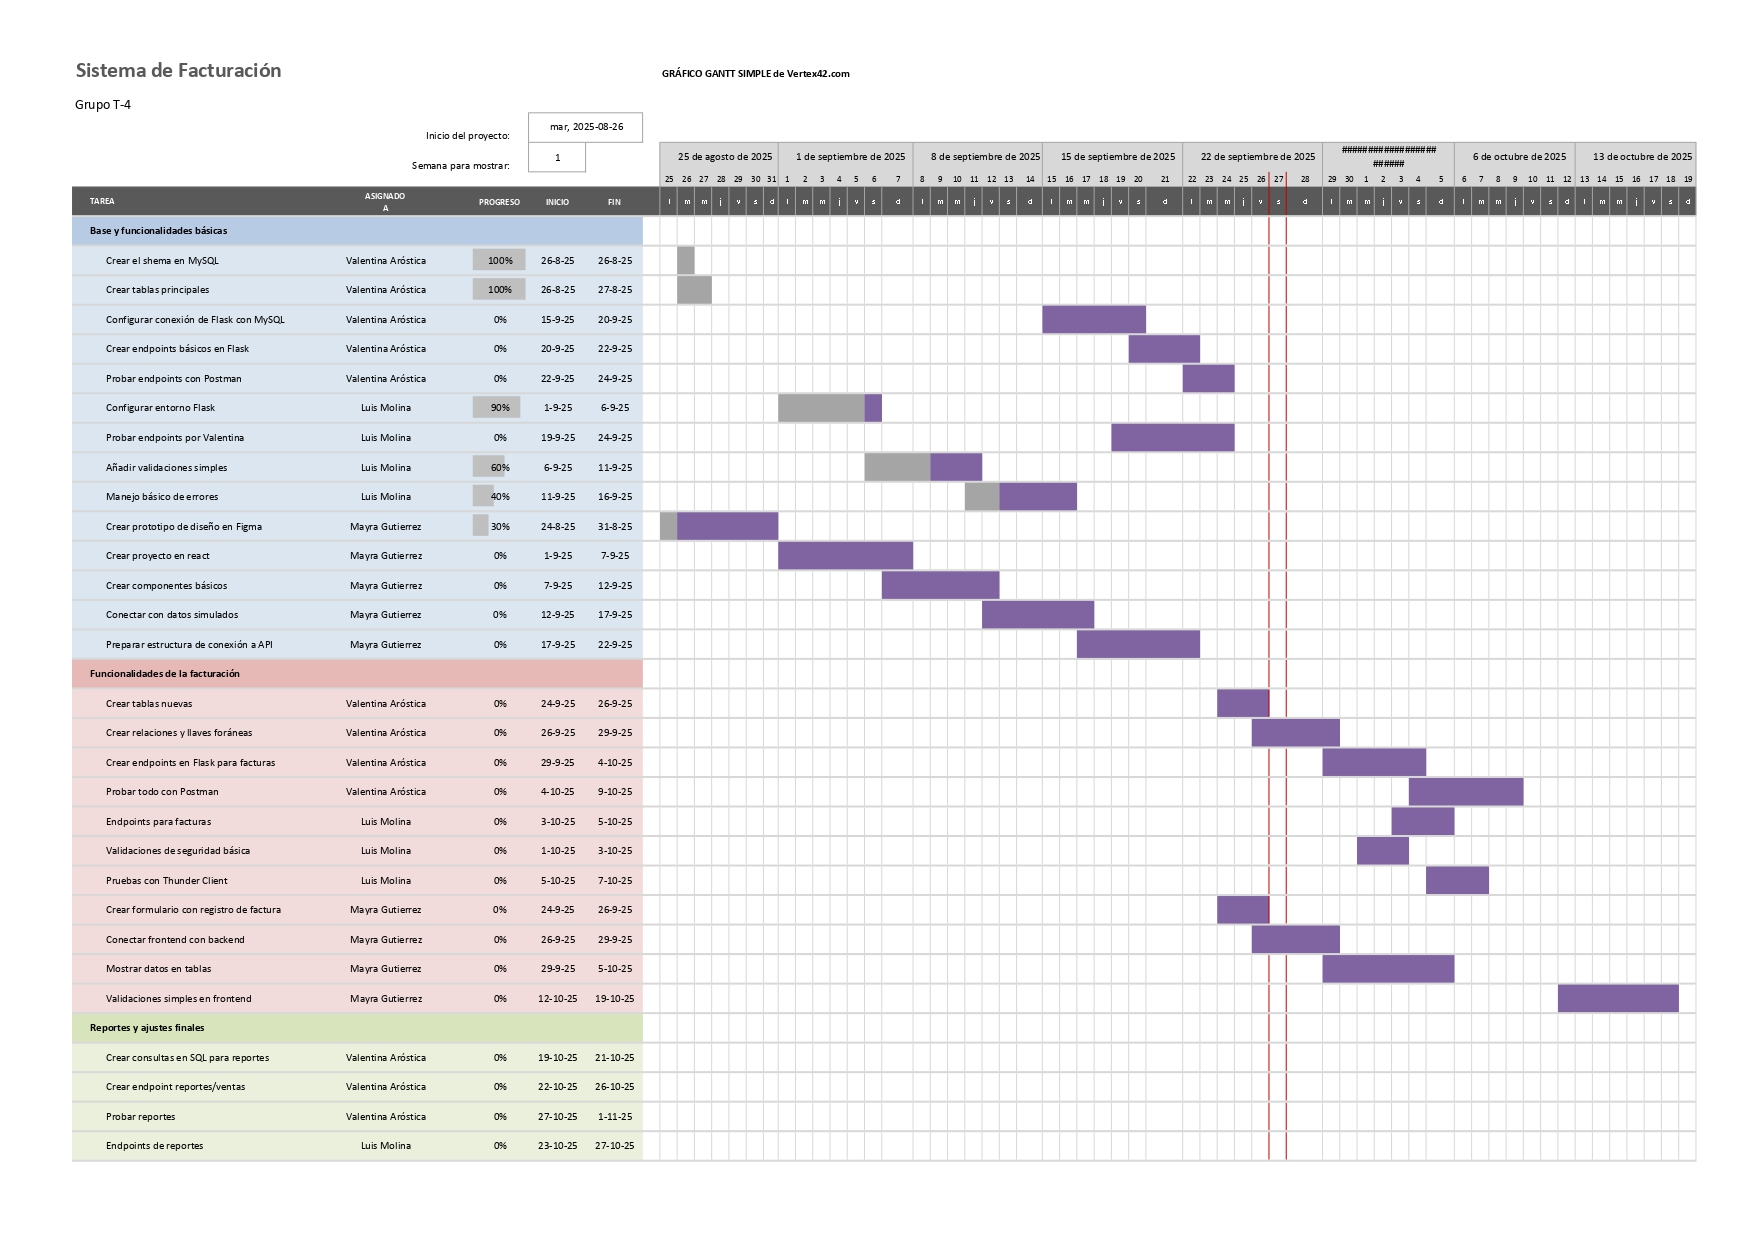 Sistema de Facturación
GRÁFICO GANTT SIMPLE de Vertex42.com
Grupo T-4
Inicio del proyecto: mar, 2025-08-26
Semana para mostrar: 1
25 de agosto de 2025 1 de septiembre de 2025 8 de septiembre de 2025 15 de septiembre de 2025 22 de septiembre de 2025 ################## ###### 6 de octubre de 2025 13 de octubre de 2025
25 26 27 28 29 30 31 1 2 3 4 5 6 7 8 9 10 11 12 13 14 15 16 17 18 19 20 21 22 23 24 25 26 27 28 29 30 1 2 3 4 5 6 7 8 9 10 11 12 13 14 15 16 17 18 19
TAREA ASIGNADO A PROGRESO INICIO FIN l m m j v s d l m m j v s d l m m j v s d l m m j v s d l m m j v s d l m m j v s d l m m j v s d l m m j v s d
Base y funcionalidades básicas
Crear el shema en MySQL Valentina Aróstica 100% 26-8-25 26-8-25
Crear tablas principales Valentina Aróstica 100% 26-8-25 27-8-25
Configurar conexión de Flask con MySQL Valentina Aróstica 0% 15-9-25 20-9-25
Crear endpoints básicos en Flask Valentina Aróstica 0% 20-9-25 22-9-25
Probar endpoints con Postman Valentina Aróstica 0% 22-9-25 24-9-25
Configurar entorno Flask Luis Molina 90% 1-9-25 6-9-25
Probar endpoints por Valentina Luis Molina 0% 19-9-25 24-9-25
Añadir validaciones simples Luis Molina 60% 6-9-25 11-9-25
Manejo básico de errores Luis Molina 40% 11-9-25 16-9-25
Crear prototipo de diseño en Figma Mayra Gutierrez 30% 24-8-25 31-8-25
Crear proyecto en react Mayra Gutierrez 0% 1-9-25 7-9-25
Crear componentes básicos Mayra Gutierrez 0% 7-9-25 12-9-25
Conectar con datos simulados Mayra Gutierrez 0% 12-9-25 17-9-25
Preparar estructura de conexión a API Mayra Gutierrez 0% 17-9-25 22-9-25
Funcionalidades de la facturación
Crear tablas nuevas Valentina Aróstica 0% 24-9-25 26-9-25
Crear relaciones y llaves foráneas Valentina Aróstica 0% 26-9-25 29-9-25
Crear endpoints en Flask para facturas Valentina Aróstica 0% 29-9-25 4-10-25
Probar todo con Postman Valentina Aróstica 0% 4-10-25 9-10-25
Endpoints para facturas Luis Molina 0% 3-10-25 5-10-25
Validaciones de seguridad básica Luis Molina 0% 1-10-25 3-10-25
Pruebas con Thunder Client Luis Molina 0% 5-10-25 7-10-25
Crear formulario con registro de factura Mayra Gutierrez 0% 24-9-25 26-9-25
Conectar frontend con backend Mayra Gutierrez 0% 26-9-25 29-9-25
Mostrar datos en tablas Mayra Gutierrez 0% 29-9-25 5-10-25
Validaciones simples en frontend Mayra Gutierrez 0% 12-10-25 19-10-25
Reportes y ajustes finales
Crear consultas en SQL para reportes Valentina Aróstica 0% 19-10-25 21-10-25
Crear endpoint reportes/ventas Valentina Aróstica 0% 22-10-25 26-10-25
Probar reportes Valentina Aróstica 0% 27-10-25 1-11-25
Endpoints de reportes Luis Molina 0% 23-10-25 27-10-25